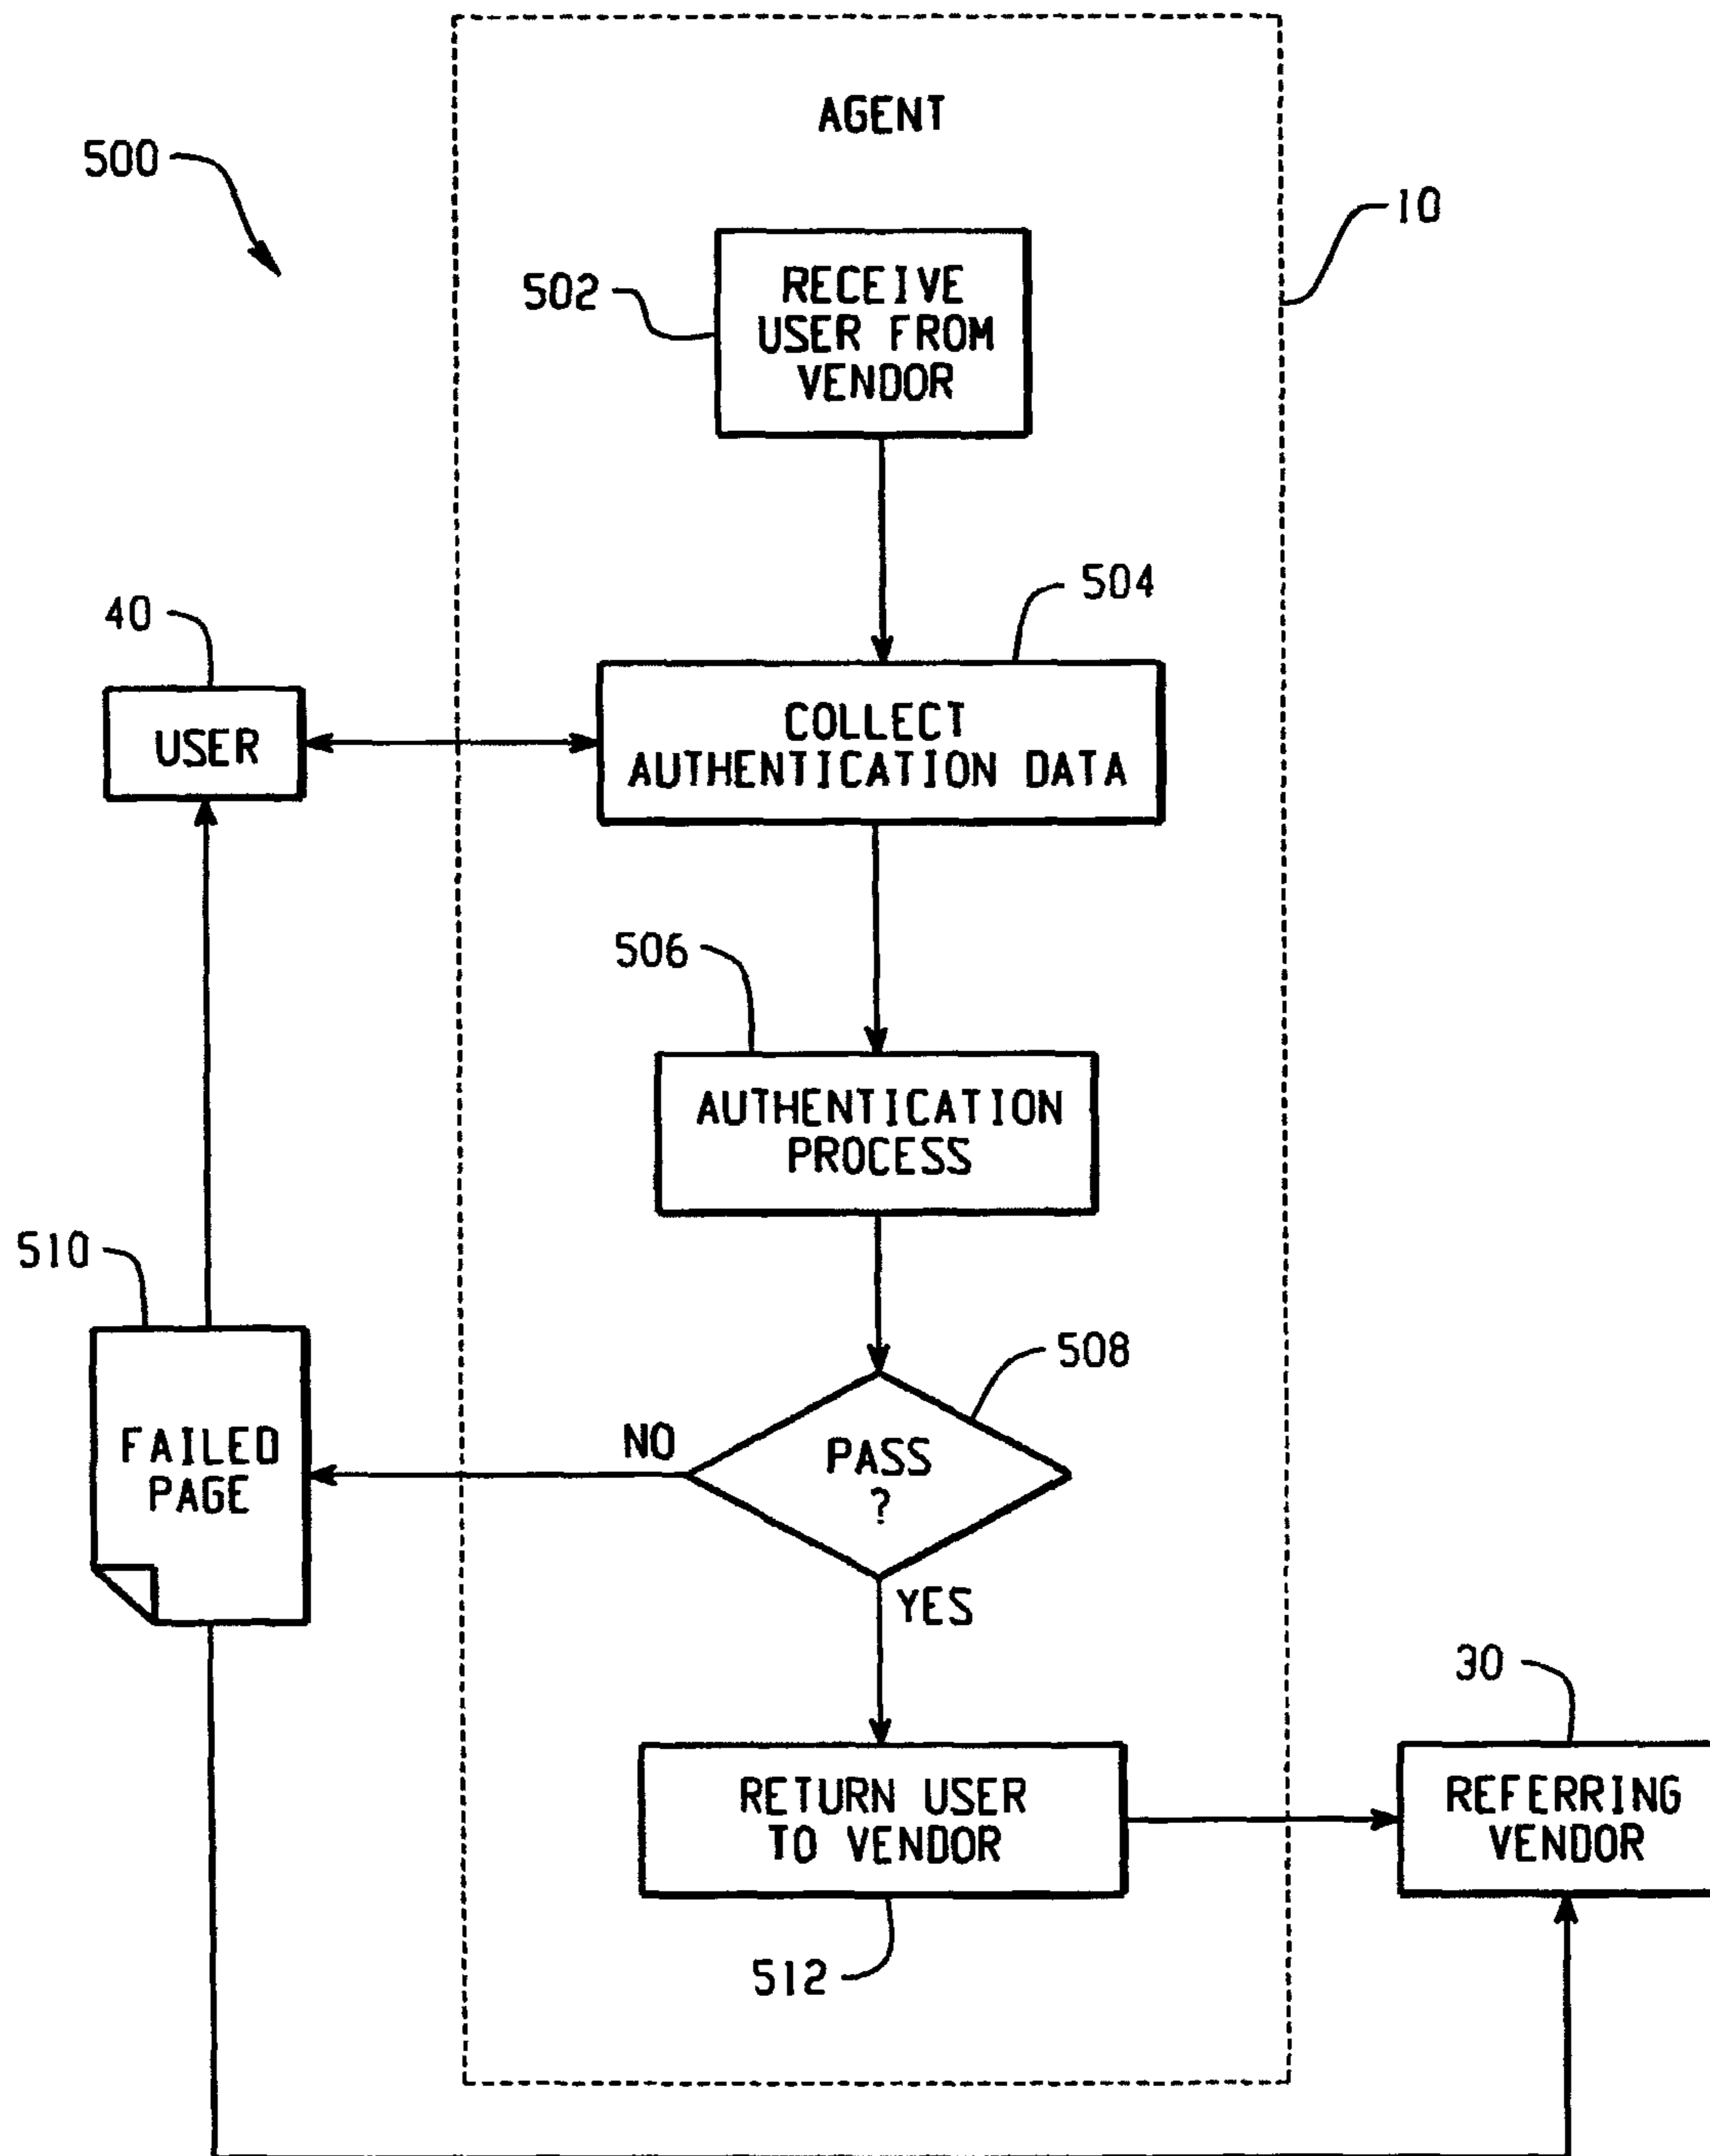 AGENT
500
10
502
RECEIVE
USER FROM
VENDOR
504
40
USER
COLLECT
AUTHENTICATION DATA
506
AUTHENTICATION
PROCESS
510
508
FAILED
PAGE
NO
PASS
?
YES
30
RETURN USER
TO VENDOR
REFERRING
VENDOR
512